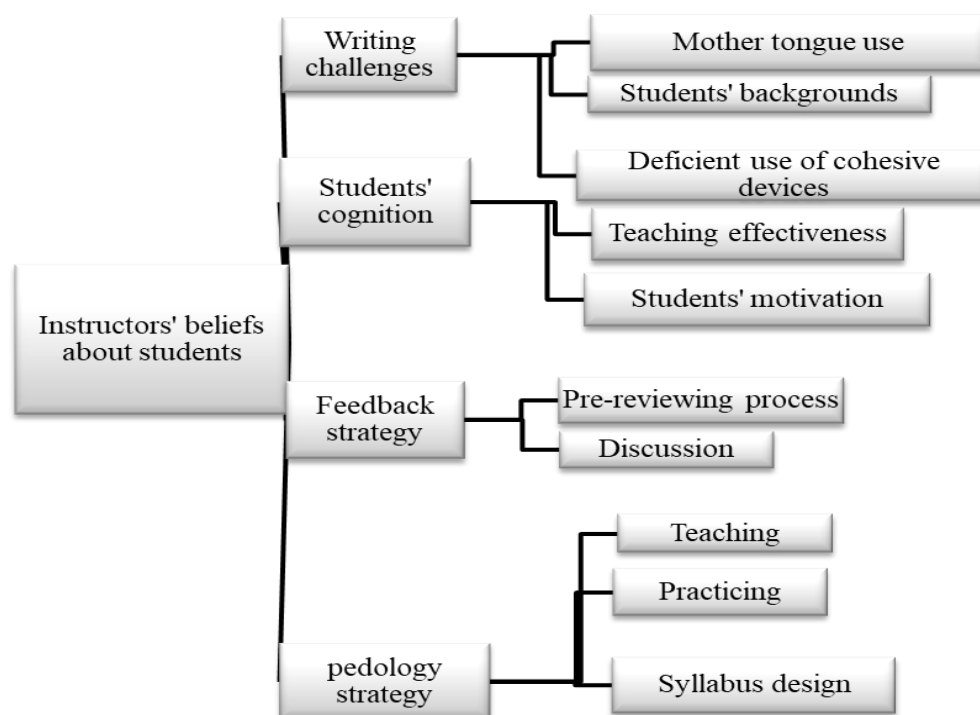 Instructors' beliefs
about students
Writing
challenges
Mother tongue use
Students' backgrounds
Deficient use of cohesive
devices
Students'
cognition
Teaching effectiveness
Students' motivation
Feedback
strategy
Pre-reviewing process
Discussion
pedology
strategy
Teaching
Practicing
Syllabus design